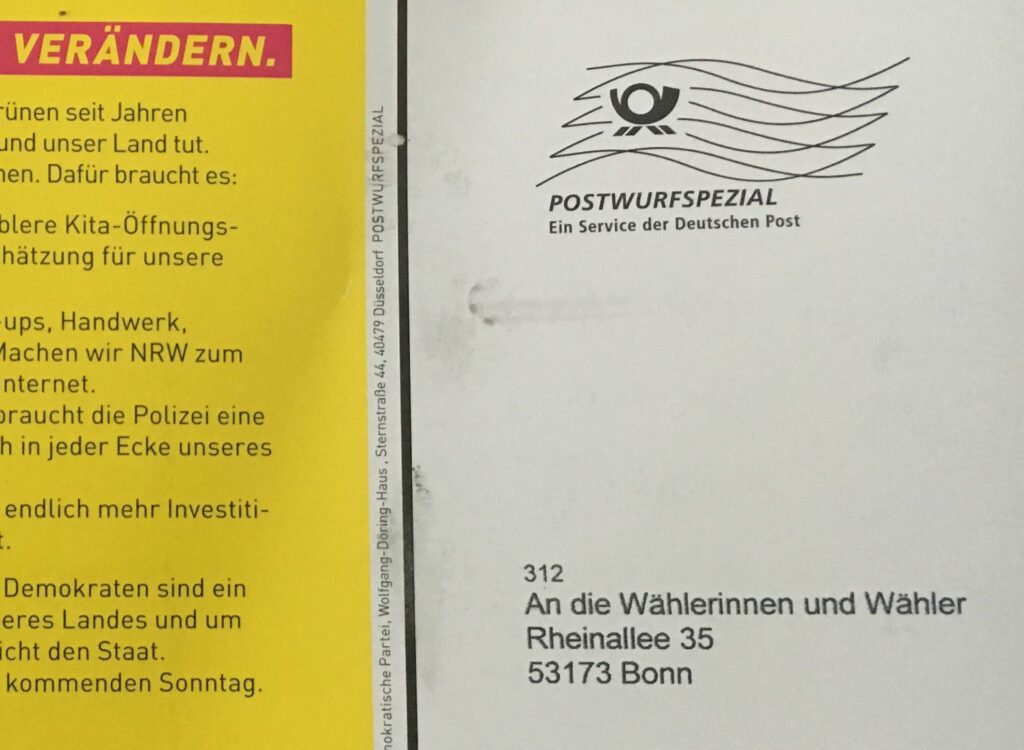 VERÄNDERN.
rünen seit Jahren
und unser Land tut.
nen. Dafür braucht es:
blere Kita-Öffnungs-
hätzung für unsere
-ups, Handwerk,
Machen wir NRW zum
nternet.
braucht die Polizei eine
h in jeder Ecke unseres
endlich mehr Investiti-
t.
Demokraten sind ein
eres Landes und um
icht den Staat.
kommenden Sonntag.
nokratische Partei, Wolfgang-Döring-Haus, Sternstraße 44, 40479 Düsseldorf POSTWURFSPEZIAL
POSTWURFSPEZIAL
Ein Service der Deutschen Post
312
An die Wählerinnen und Wähler
Rheinallee 35
53173 Bonn